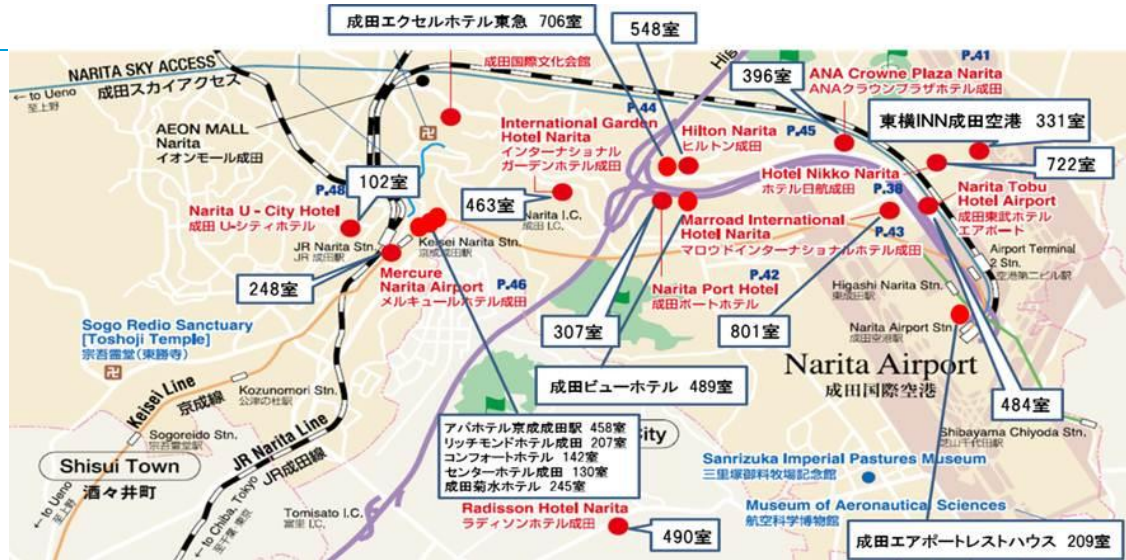 成田エクセルホテル東急 706室
548室
NARITA SKY ACCESS
成田スカイアクセス
← to Ueno
至上野
成田国際文化会館
396室
P.41
ANA Crowne Plaza Narita
ANAクラウンプラザホテル成田
AEON MALL
Narita
イオンモール成田
P.44
International Garden
Hotel Narita
インターナショナル
ガーデンホテル成田
Hilton Narita
ヒルトン成田
P.45
東横INN成田空港 331室
722室
Hotel Nikko Narita
ホテル日航成田
P.48
102室
Narita U - City Hotel
成田 U-シティホテル
463室
Narita I.C.
成田 I.C.
P.38
Narita Tobu
Hotel Airport
成田東武ホテル
エアポート
Marroad International
Hotel Narita
マロウドインターナショナルホテル成田
P.43
JR Narita Stn.
JR 成田駅
Keisei Narita Stn.
京成成田駅
Airport Terminal
2 Stn.
空港第二ビル駅
248室
Mercure
Narita Airport
メルキュールホテル成田
P.46
P.42
Narita Port Hotel
成田ポートホテル
Higashi Narita Stn.
東成田駅
307室
801室
Narita Airport Stn.
成田空港駅
Sogo Redio Sanctuary
[Toshoji Temple]
宗吾霊堂(東勝寺)
Narita Airport
成田国際空港
成田ビューホテル 489室
484室
Keisei Line
京成線
Kozunomori Stn.
公津の杜駅
Sogoreido Stn.
宗吾霊堂駅
JR Narita Line
JR成田線
アパホテル京成成田駅 458室
リッチモンドホテル成田 207室
コンフォートホテル 142室
センターホテル成田 130室
成田菊水ホテル 245室
City
Shibayama Chiyoda Stn.
芝山千代田駅
Shisui Town
酒々井町
Sanrizuka Imperial Pastures Museum
三里塚御料牧場記念館
← to Ueno
至上野
← to Chiba, Tokyo
至千葉, 東京
Tomisato I.C.
富里 I.C.
Radisson Hotel Narita
ラディソンホテル成田
490室
Museum of Aeronautical Sciences
航空科学博物館
成田エアポートレストハウス 209室